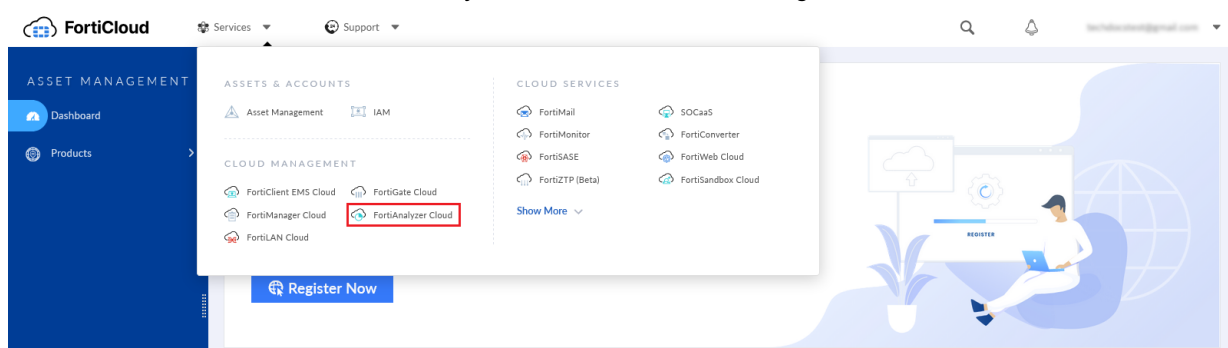 FortiCloud
Services
Support
ASSET MANAGEMENT
Dashboard
Products
ASSETS & ACCOUNTS
Asset Management
IAM
CLOUD MANAGEMENT
FortiClient EMS Cloud
FortiGate Cloud
FortiManager Cloud
FortiAnalyzer Cloud
FortiLAN Cloud
CLOUD SERVICES
FortiMail
SOCaaS
FortiMonitor
FortiConverter
FortiSASE
FortiWeb Cloud
FortiZTP (Beta)
FortiSandbox Cloud
Show More
Register Now
REGISTER